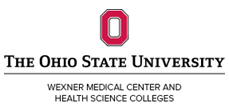 THE OHIO STATE UNIVERSITY
WEXNER MEDICAL CENTER AND
HEALTH SCIENCE COLLEGES